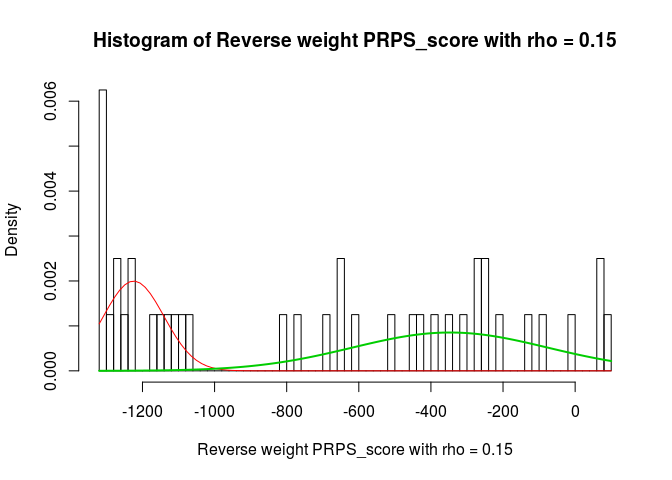 Histogram of Reverse weight PRPS_score with rho = 0.15
Density
0.006
0.004
0.002
0.000
-1200 -1000 -800 -600 -400 -200 0
Reverse weight PRPS_score with rho = 0.15